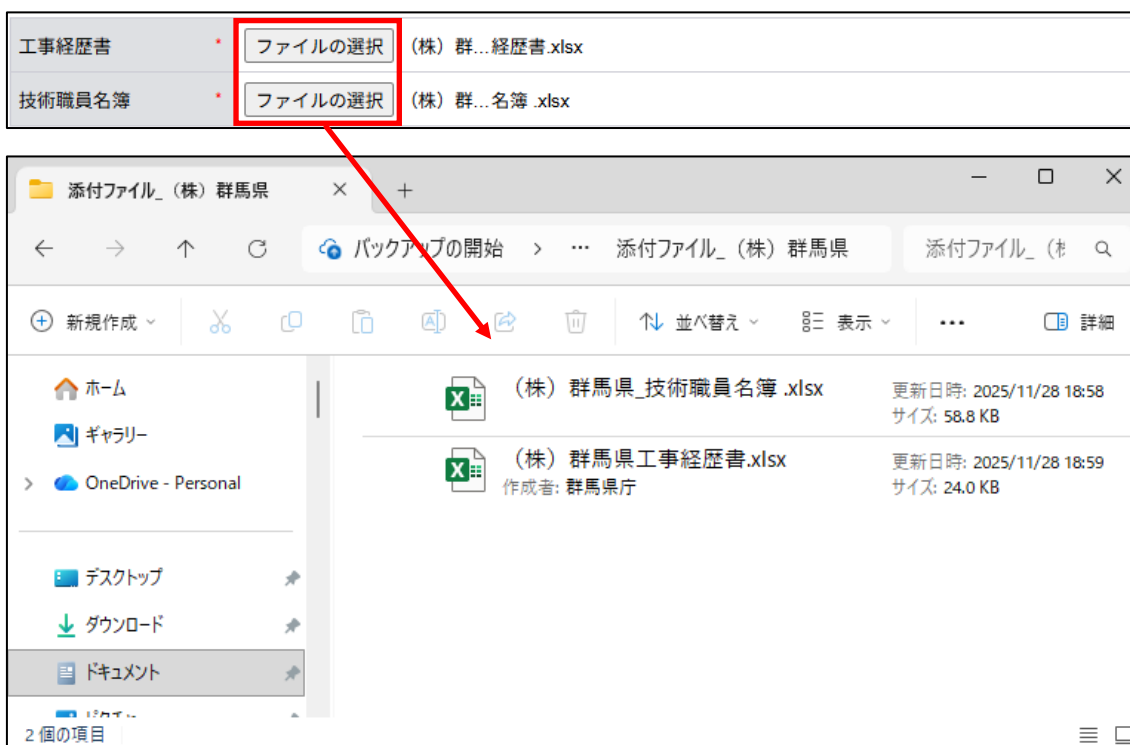 工事経歴書 * ファイルの選択 (株) 群...経歴書.xlsx
技術職員名簿 * ファイルの選択 (株) 群...名簿 .xlsx
添付ファイル_（株）群馬県
バックアップの開始 > ... 添付ファイル_（株）群馬県 添付ファイル_（
新規作成 並べ替え 表示 ... 詳細
ホーム
ギャラリー
OneDrive - Personal
デスクトップ
ダウンロード
ドキュメント
（株）群馬県_技術職員名簿 .xlsx 更新日時: 2025/11/28 18:58
サイズ: 58.8 KB
（株）群馬県工事経歴書.xlsx 更新日時: 2025/11/28 18:59
作成者: 群馬県庁 サイズ: 24.0 KB
2 個の項目